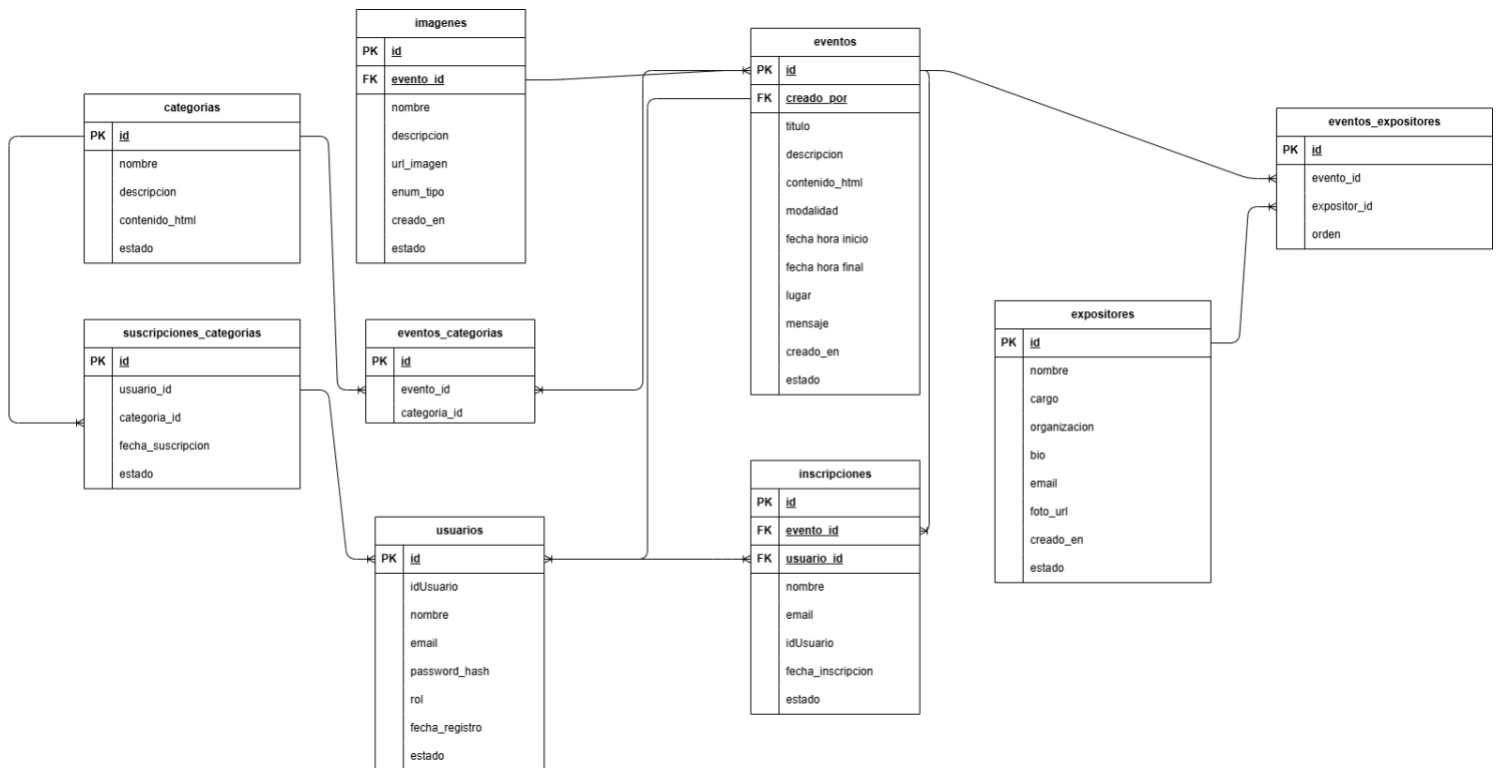 imagenes
PK id
FK evento_id
nombre
descripcion
url_imagen
enum_tipo
creado_en
estado
eventos
PK id
FK creado_por
titulo
descripcion
contenido_html
modalidad
fecha hora inicio
fecha hora final
lugar
mensaje
creado_en
estado
categorias
PK id
nombre
descripcion
contenido_html
estado
eventos_expositores
PK id
evento_id
expositor_id
orden
suscripciones_categorias
PK id
usuario_id
categoria_id
fecha_suscripcion
estado
eventos_categorias
PK id
evento_id
categoria_id
expositores
PK id
nombre
cargo
organizacion
bio
email
foto_url
creado_en
estado
usuarios
PK id
idUsuario
nombre
email
password_hash
rol
fecha_registro
estado
inscripciones
PK id
FK evento_id
FK usuario_id
nombre
email
idUsuario
fecha_inscripcion
estado